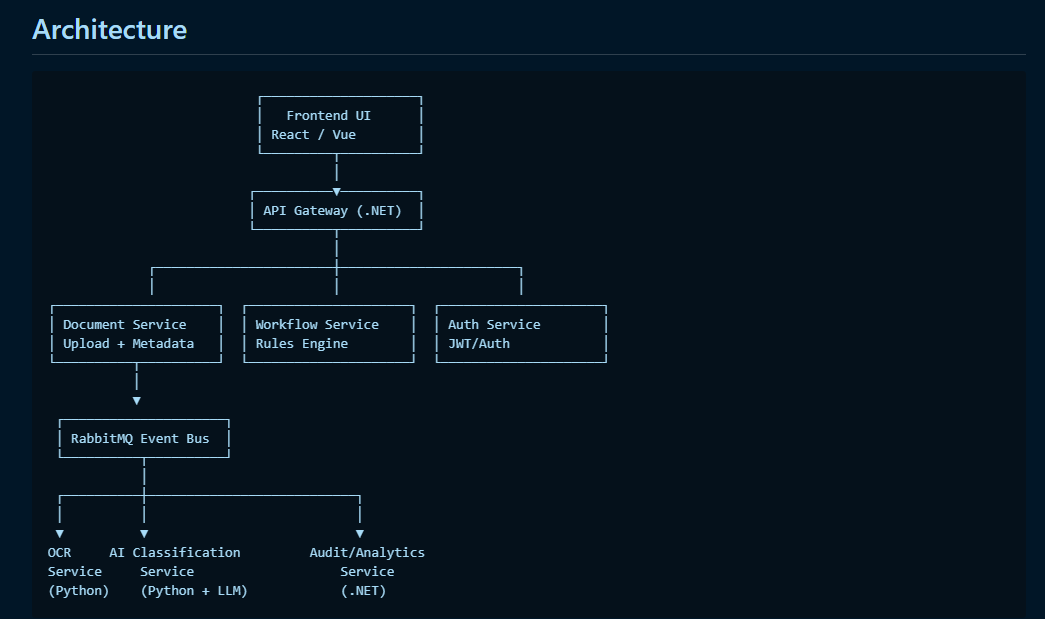 Architecture
Frontend UI
React / Vue
API Gateway (.NET)
Document Service Workflow Service Auth Service
Upload + Metadata Rules Engine JWT/Auth
RabbitMQ Event Bus
OCR AI Classification Audit/Analytics
Service Service Service
(Python) (Python + LLM) (.NET)